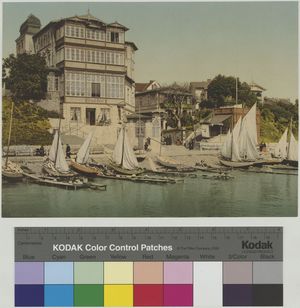 KODAK Color Control Patches
Kodak
Blue Cyan Green Yellow Red Magenta White 3/Color Black